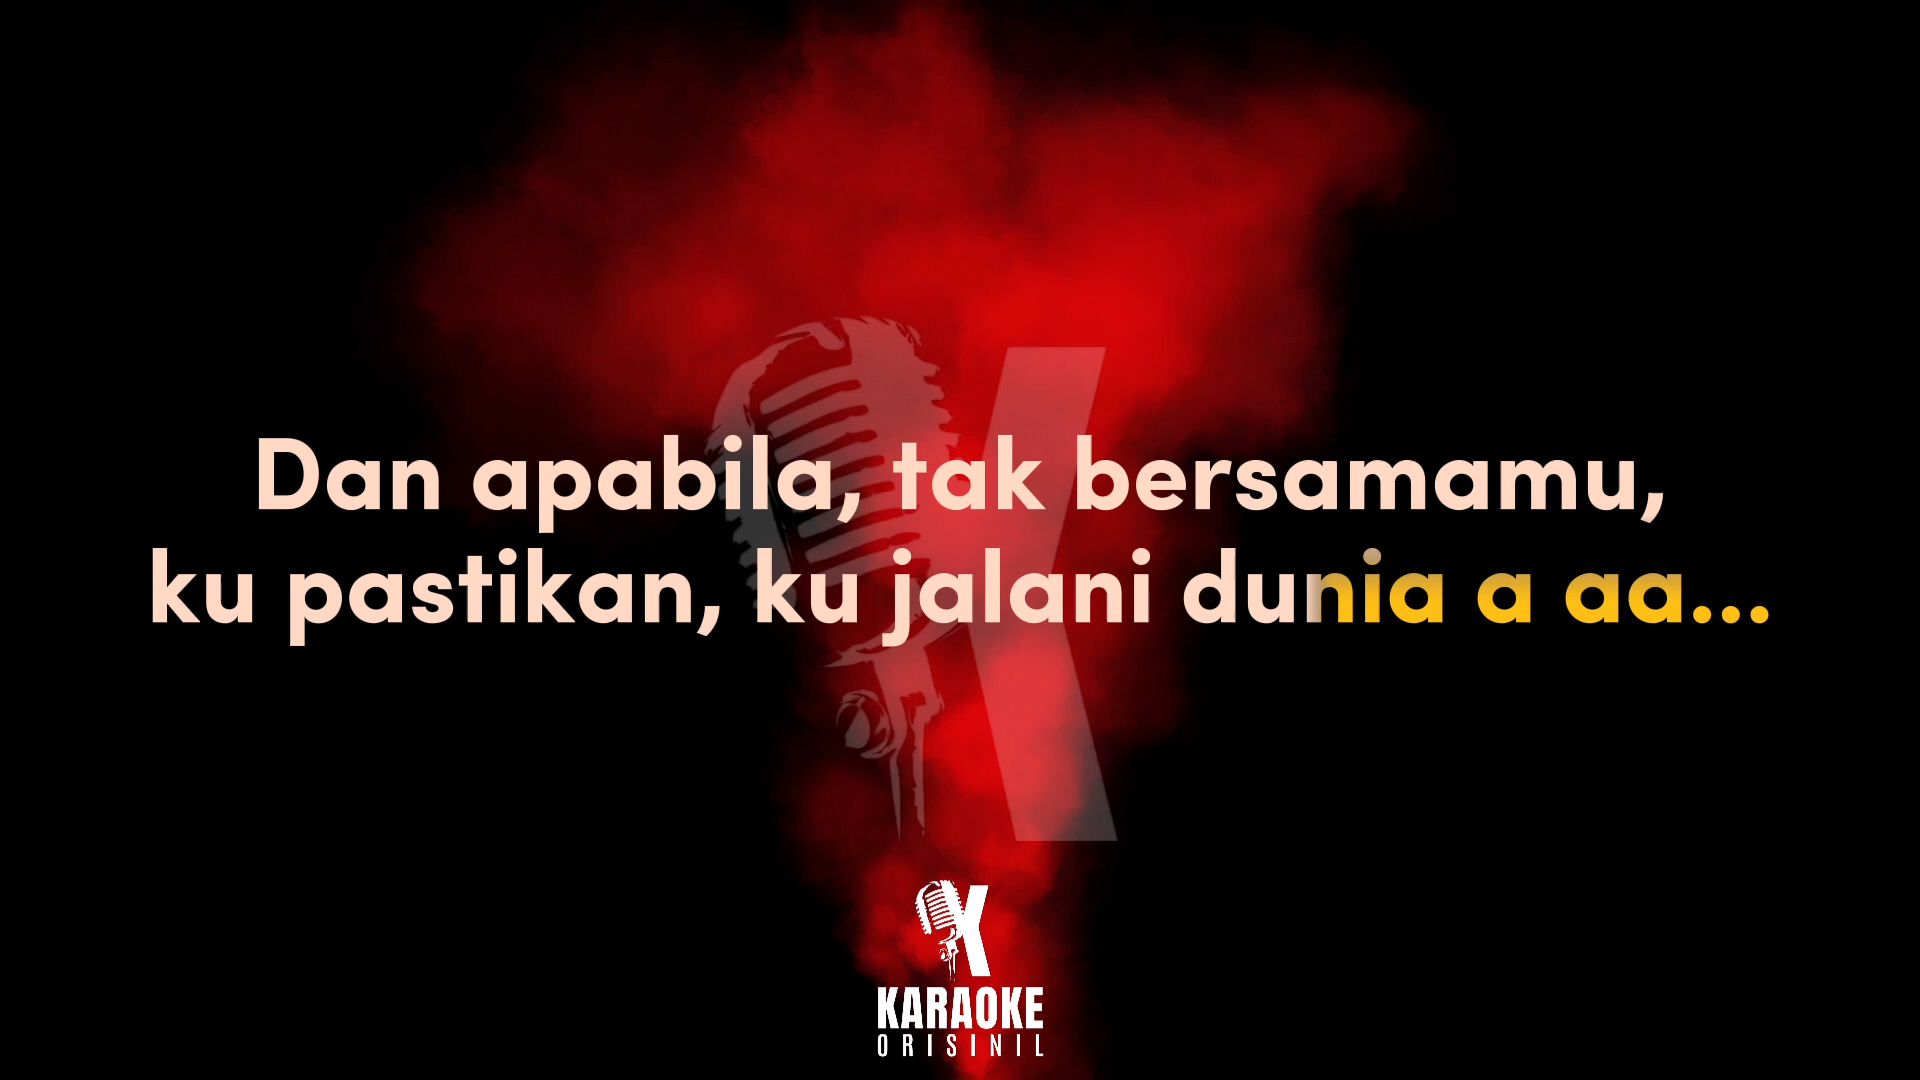 Dan apabila, tak bersamamu,
ku pastikan, ku jalani dunia a aa...
KARAOKE
ORISINIL